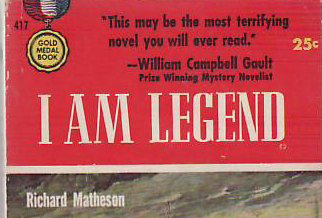 417
GOLD
MEDAL
BOOK
"This may be the most terrifying
novel you will ever read."
—William Campbell Gault
Prize Winning Mystery Novelist
25¢
I AM LEGEND
Richard Matheson